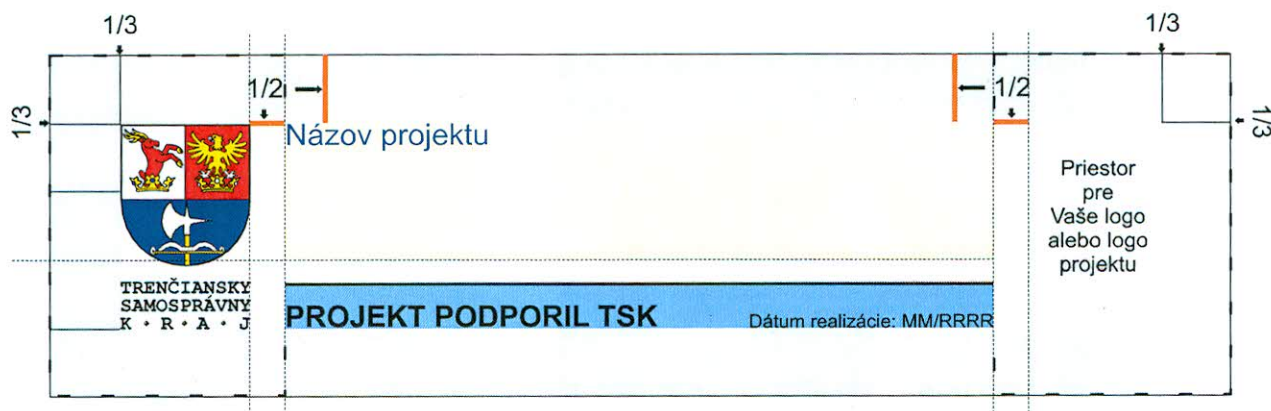 1/3
1/3
1/2
1/2
1/3
1/3
Názov projektu
Priestor
pre
Vaše logo
alebo logo
projektu
TRENČIANSKY
SAMOSPRÁVNY
K · R · A · J
PROJEKT PODPORIL TSK
Dátum realizácie: MM/RRRR